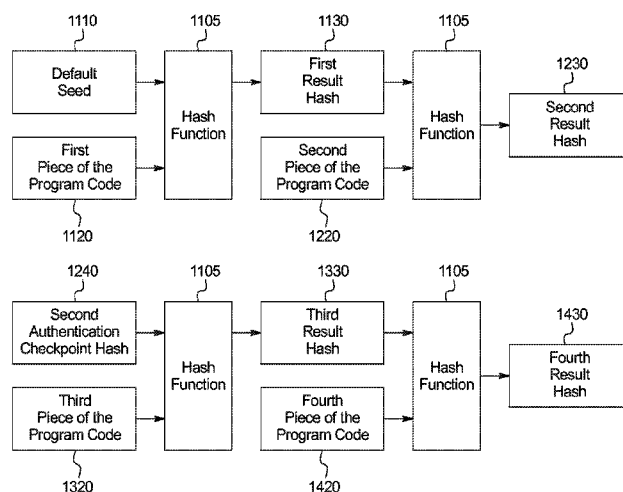 1110
1105
1130
1105
1230
Default
Seed
Hash
Function
First
Result
Hash
Hash
Function
Second
Result
Hash
First
Piece of the
Program Code
Second
Piece of the
Program Code
1120
1220
1240
1105
1330
1105
1430
Second
Authentication
Checkpoint Hash
Hash
Function
Third
Result
Hash
Hash
Function
Fourth
Result
Hash
Third
Piece of the
Program Code
Fourth
Piece of the
Program Code
1320
1420